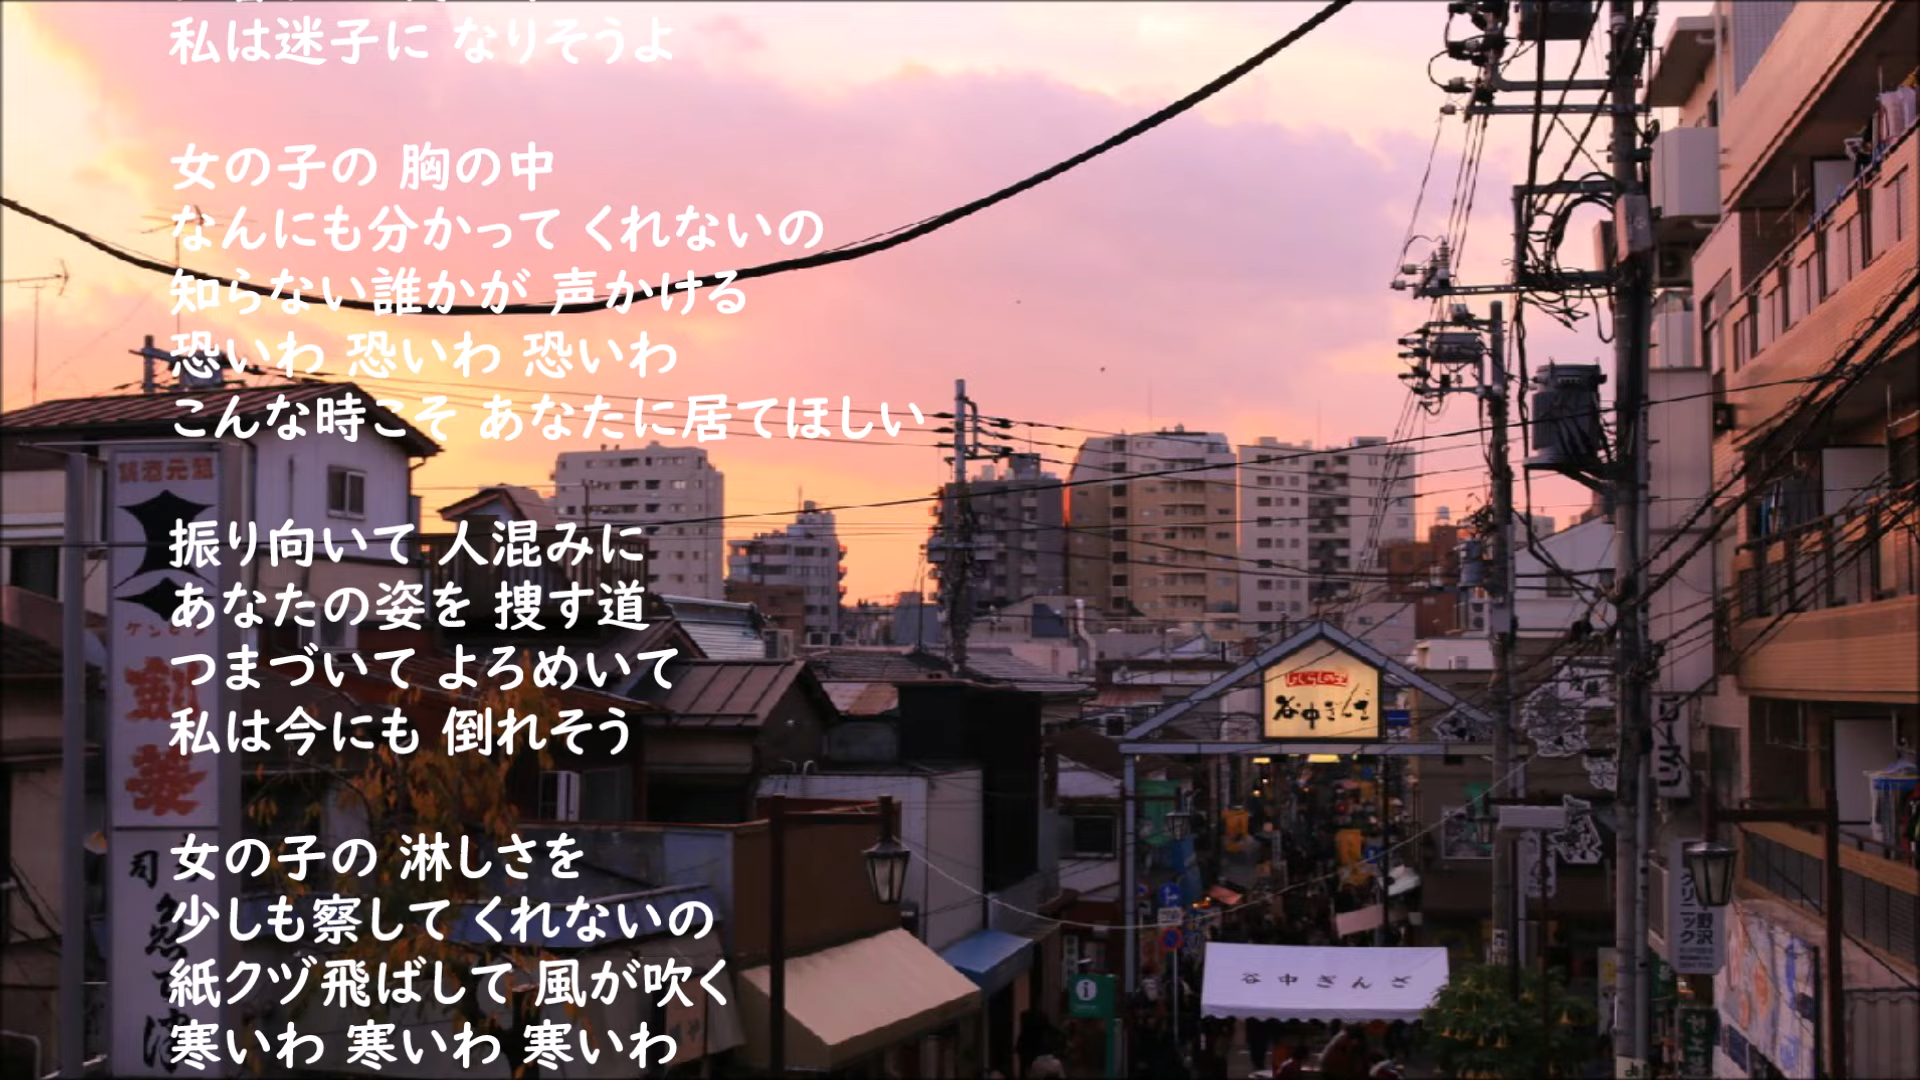 私は迷子に なりそうよ
女の子の 胸の中
なんにも分かって くれないの
知らない誰かが 声かける
恐いわ 恐いわ 恐いわ
こんな時こそ あなたに居てほしい
振り向いて 人混みに
あなたの姿を 捜す道
つまづいて よろめいて
私は今にも 倒れそう
女の子の 淋しさを
少しも察して くれないの
紙クヅ飛ばして 風が吹く
寒いわ 寒いわ 寒いわ
谷中ぎんざ
谷中ぎんざ
野沢
クリニック